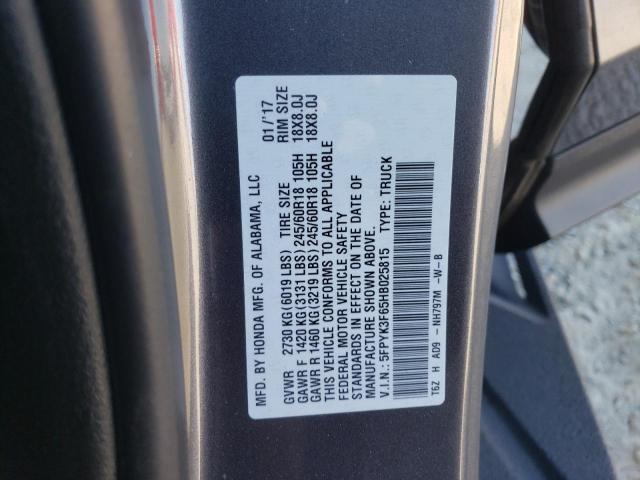 MFD. BY HONDA MFG. OF ALABAMA, LLC 01/'17
GVWR 2730 KG(6019 LBS) TIRE SIZE RIM SIZE
GAWR F 1420 KG(3131 LBS) 245/60R18 105H 18X8.0J
GAWR R 1460 KG(3219 LBS) 245/60R18 105H 18X8.0J
THIS VEHICLE CONFORMS TO ALL APPLICABLE
FEDERAL MOTOR VEHICLE SAFETY
STANDARDS IN EFFECT ON THE DATE OF
MANUFACTURE SHOWN ABOVE.
V.I.N.: 5FPYK3F65HB025815 TYPE: TRUCK
T6Z H AD9 - NH797M -W-B